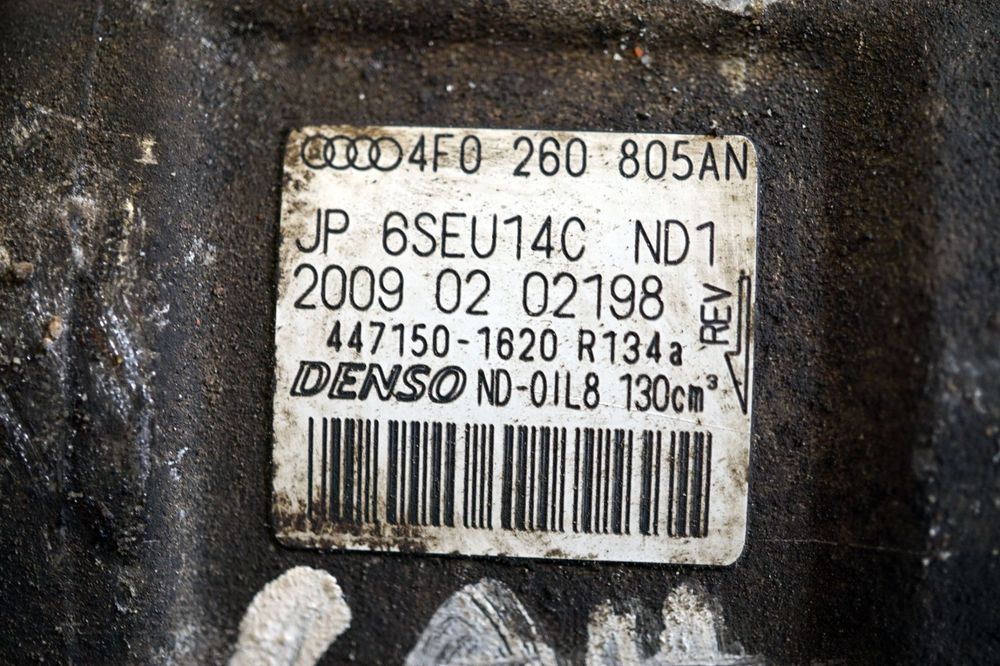 4F0 260 805AN
JP 6SEU14C ND1
2009 02 02198
447150-1620 R134a
REV
DENSO ND-OIL8 130cm³